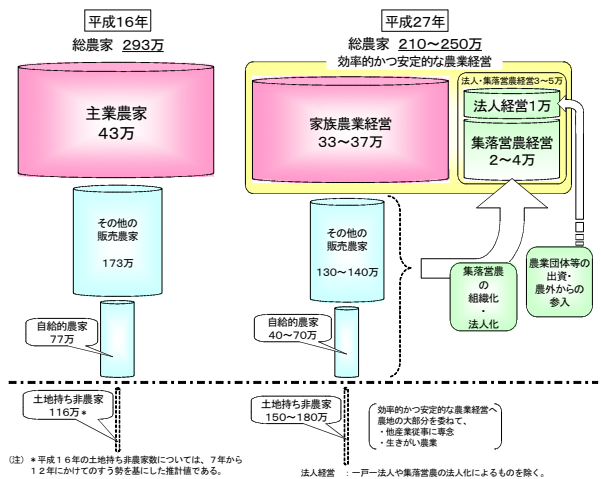 平成16年
総農家 293万
主業農家
43万
その他の
販売農家
173万
自給的農家
77万
土地持ち非農家
116万*
平成27年
総農家 210～250万
効率的かつ安定的な農業経営
家族農業経営
33～37万
法人・集落営農経営3～5万
法人経営1万
集落営農経営
2～4万
その他の
販売農家
130～140万
自給的農家
40～70万
集落営農
の
組織化
・
法人化
農業団体等の
出資・
農外からの
参入
土地持ち非農家
150～180万
効率的かつ安定的な農業経営へ
農地の大部分を委ねて、
・他産業従事に専念
・生きがい農業
（注） *平成16年の土地持ち非農家数については、7年から
12年にかけてのすう勢を基にした推計値である。
法人経営 ：一戸一法人や集落営農の法人化によるものを除く。